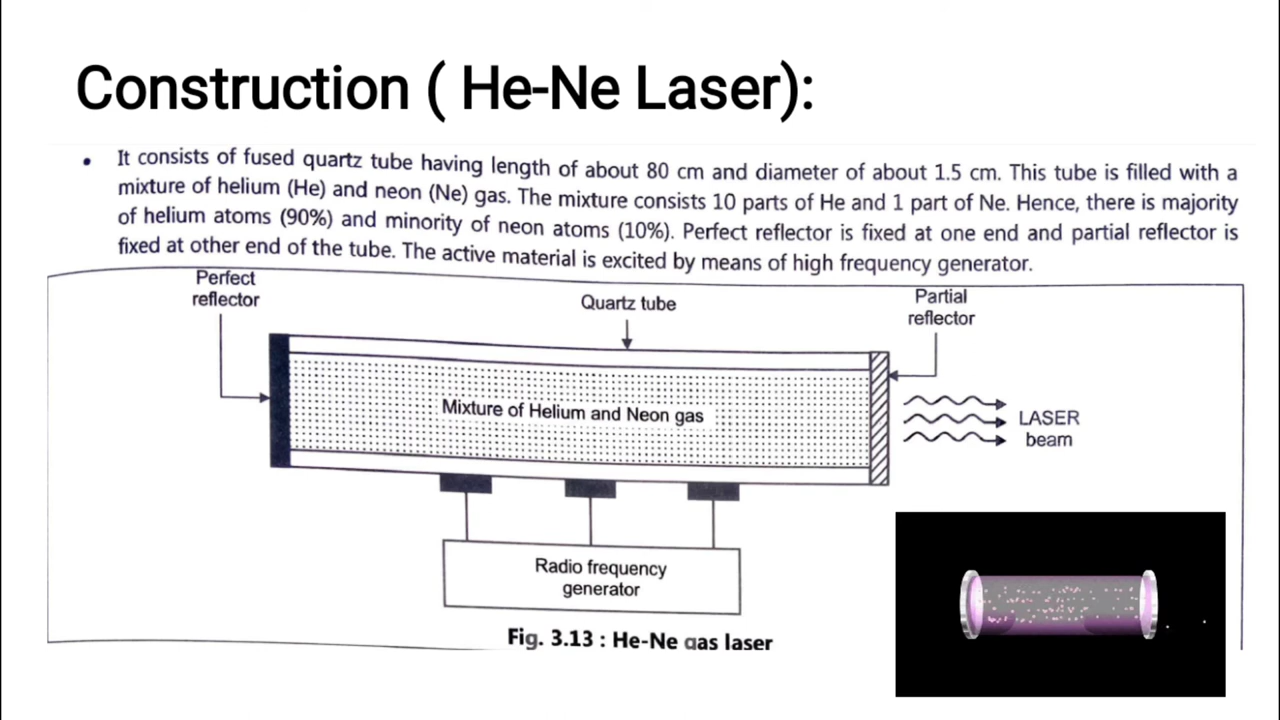 Construction ( He-Ne Laser):
• It consists of fused quartz tube having length of about 80 cm and diameter of about 1.5 cm. This tube is filled with a
mixture of helium (He) and neon (Ne) gas. The mixture consists 10 parts of He and 1 part of Ne. Hence, there is majority
of helium atoms (90%) and minority of neon atoms (10%). Perfect reflector is fixed at one end and partial reflector is
fixed at other end of the tube. The active material is excited by means of high frequency generator.
Perfect
reflector
Quartz tube
Partial
reflector
Mixture of Helium and Neon gas
LASER
beam
Radio frequency
generator
Fig. 3.13 : He-Ne gas laser